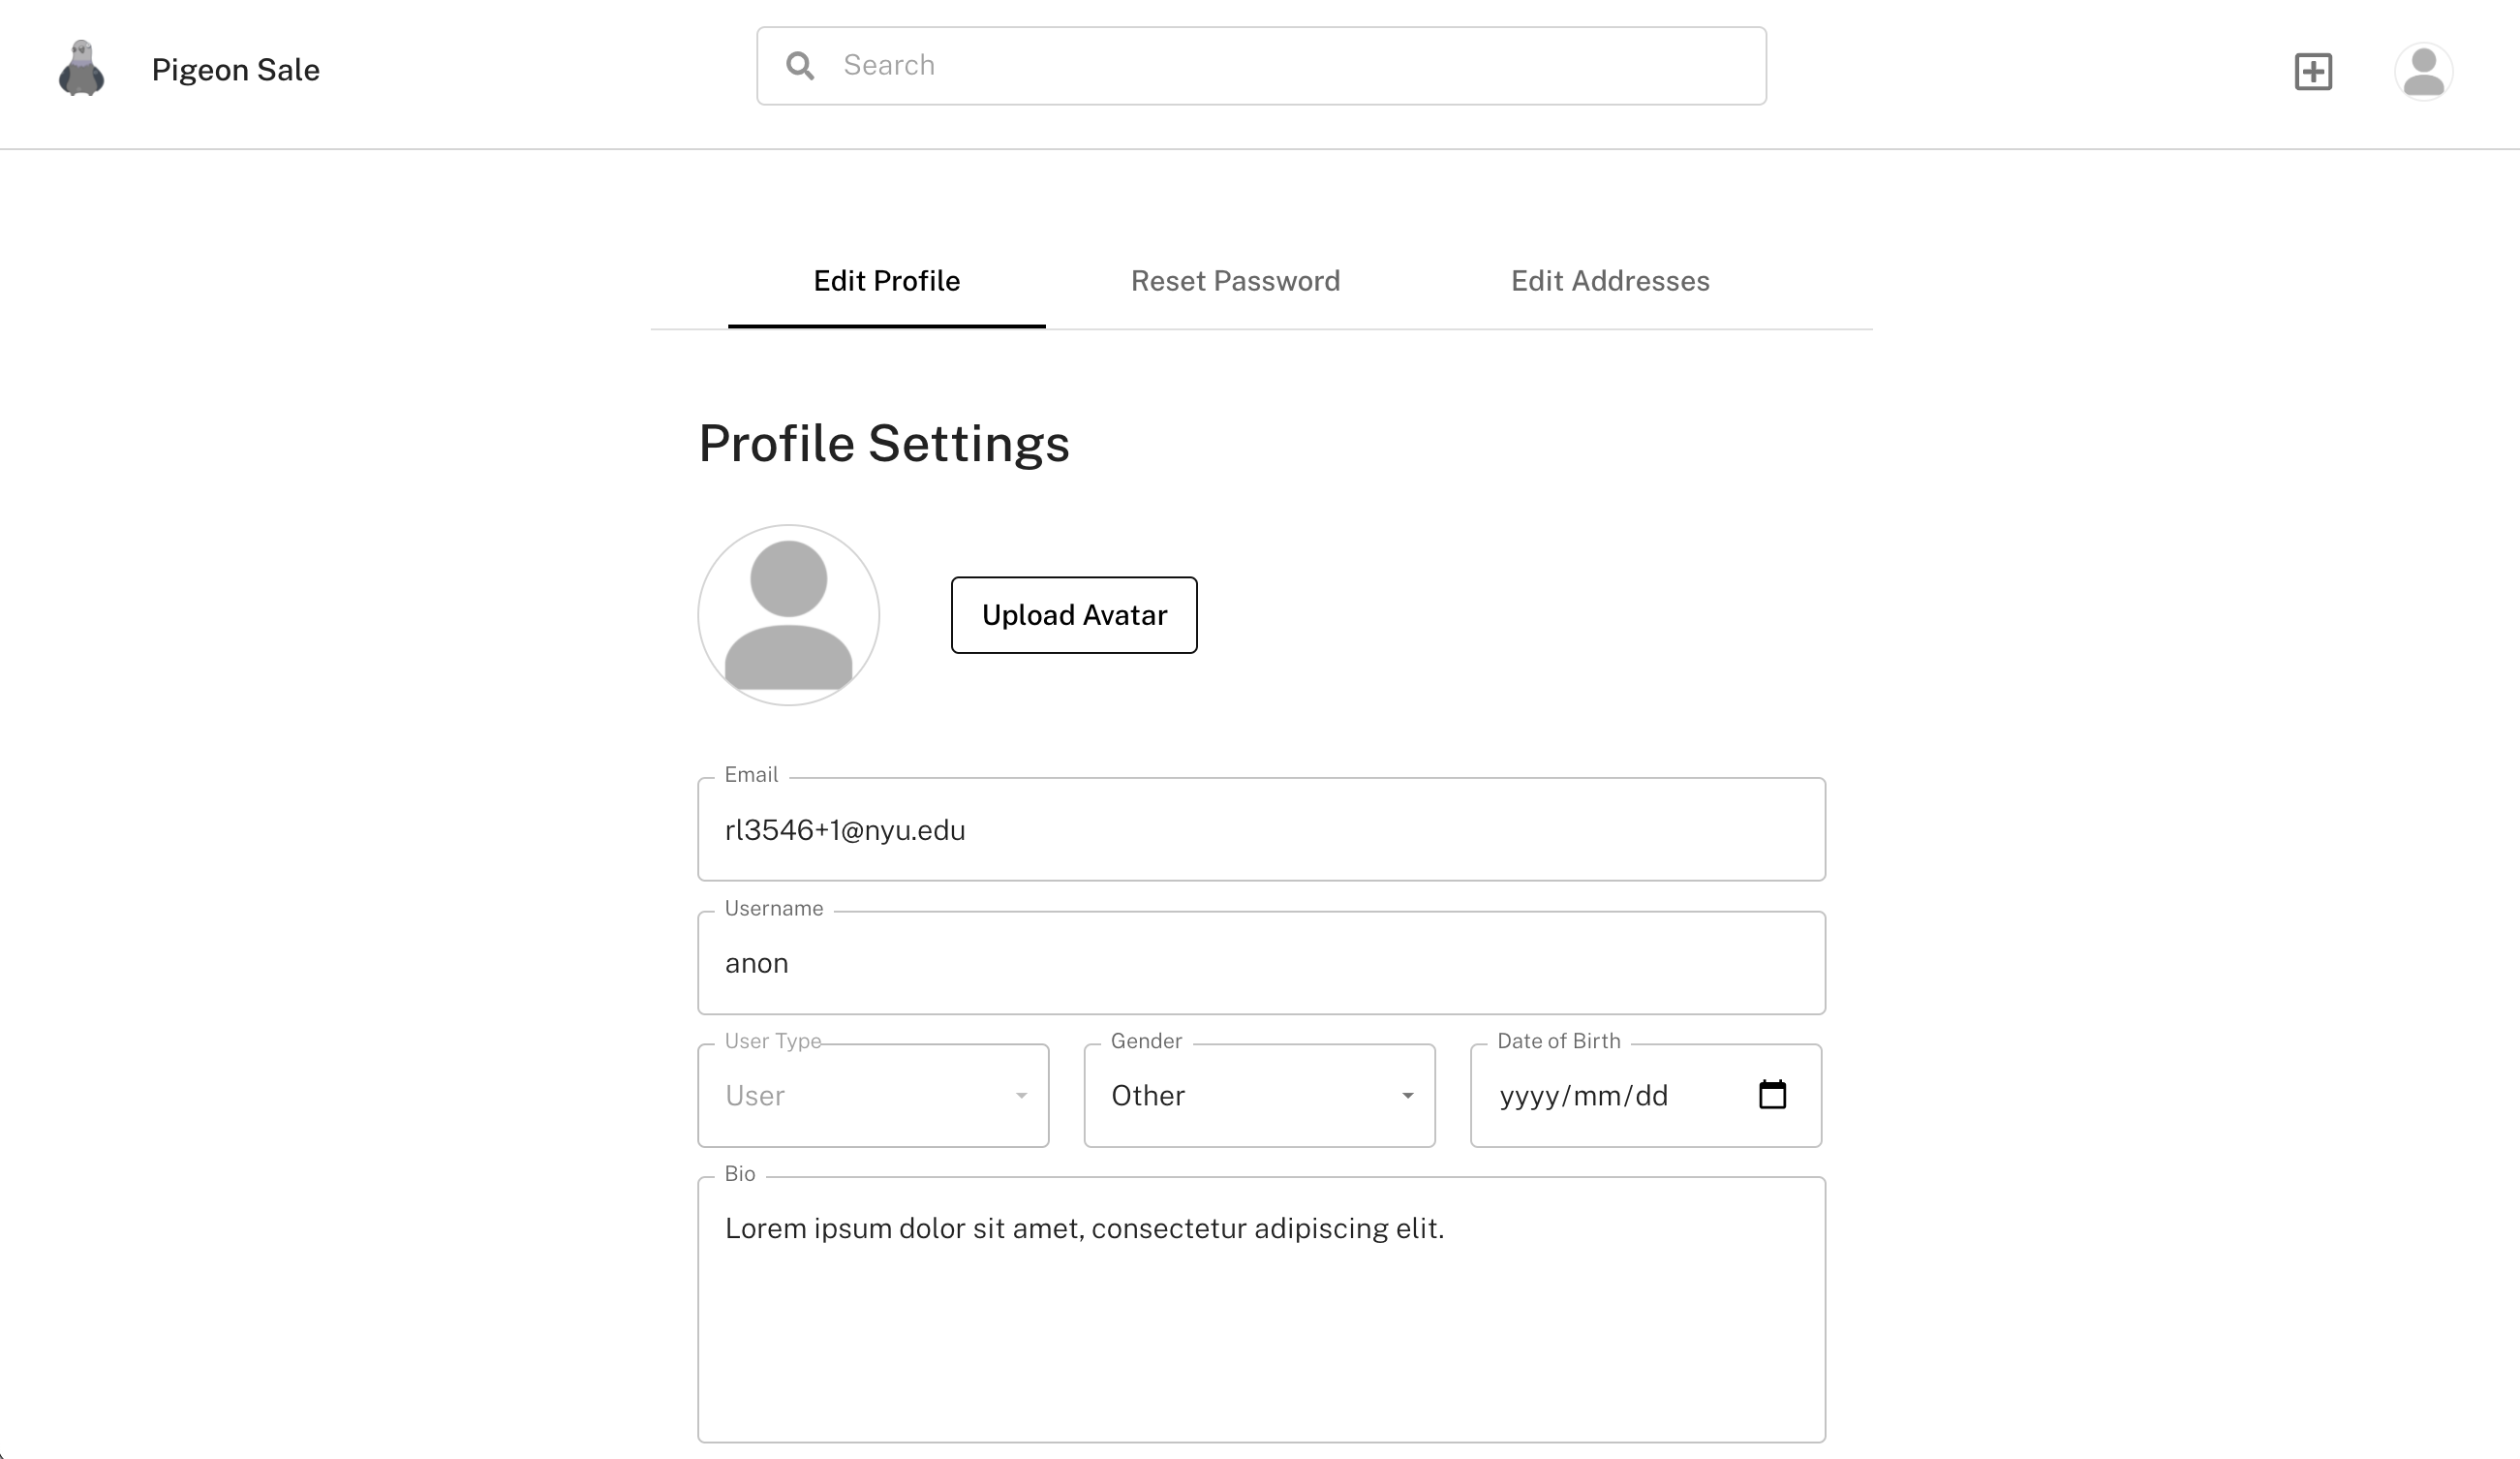 Pigeon Sale
Search
Edit Profile
Reset Password
Edit Addresses
Profile Settings
Upload Avatar
Email
rl3546+1@nyu.edu
Username
anon
User Type
User
Gender
Other
Date of Birth
yyyy/mm/dd
Bio
Lorem ipsum dolor sit amet, consectetur adipiscing elit.